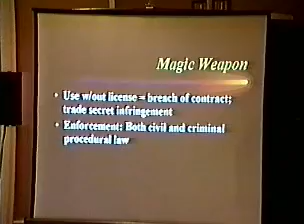 Magic Weapon
• Use w/out license = breach of contract;
trade secret infringement
• Enforcement: Both civil and criminal
procedural law